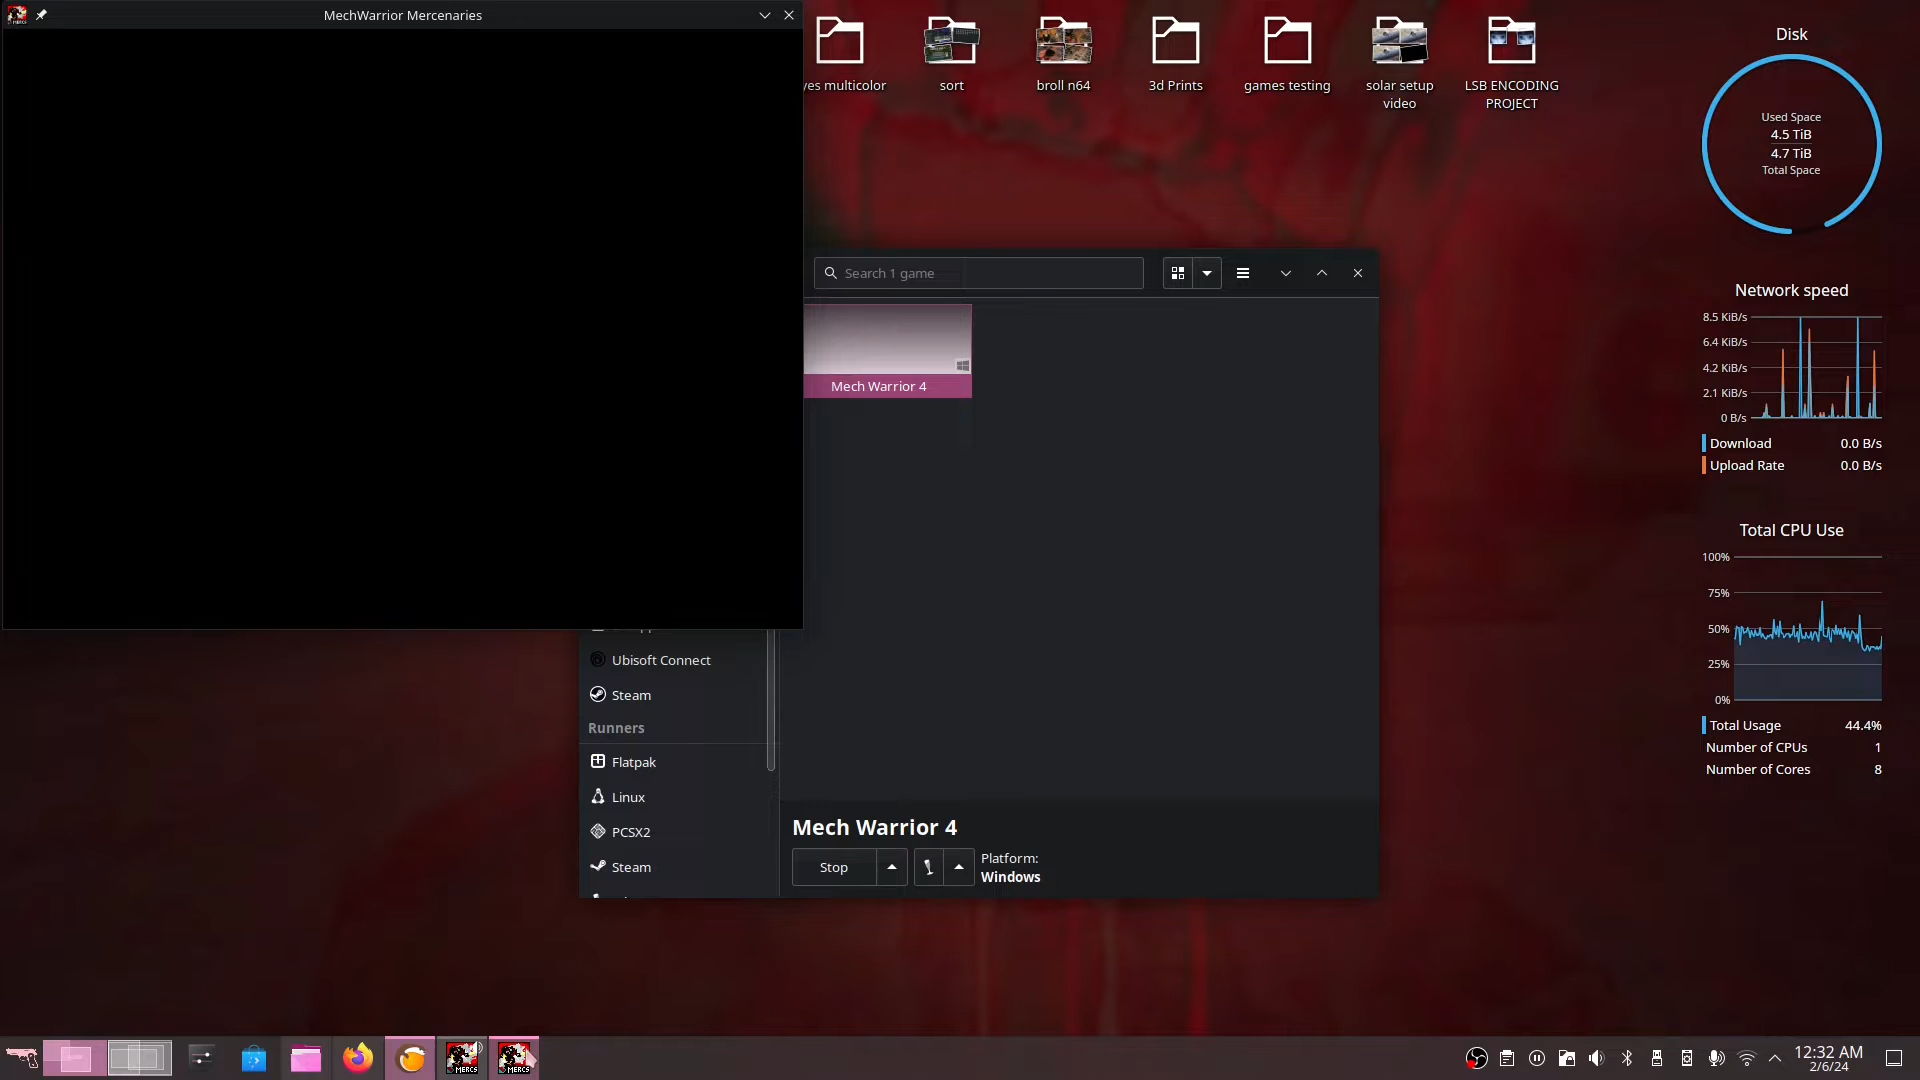 MechWarrior Mercenaries
yes multicolor
sort
broll n64
3d Prints
games testing
solar setup
video
LSB ENCODING
PROJECT
Disk
Used Space
4.5 TiB
4.7 TiB
Total Space
Search 1 game
Mech Warrior 4
Network speed
8.5 KiB/s
6.4 KiB/s
4.2 KiB/s
2.1 KiB/s
0 B/s
Download 0.0 B/s
Upload Rate 0.0 B/s
Total CPU Use
100%
75%
50%
25%
0%
Total Usage 44.4%
Number of CPUs 1
Number of Cores 8
Ubisoft Connect
Steam
Runners
Flatpak
Linux
PCSX2
Steam
Mech Warrior 4
Stop
Platform:
Windows
MERCS
MERCS
12:32 AM
2/6/24